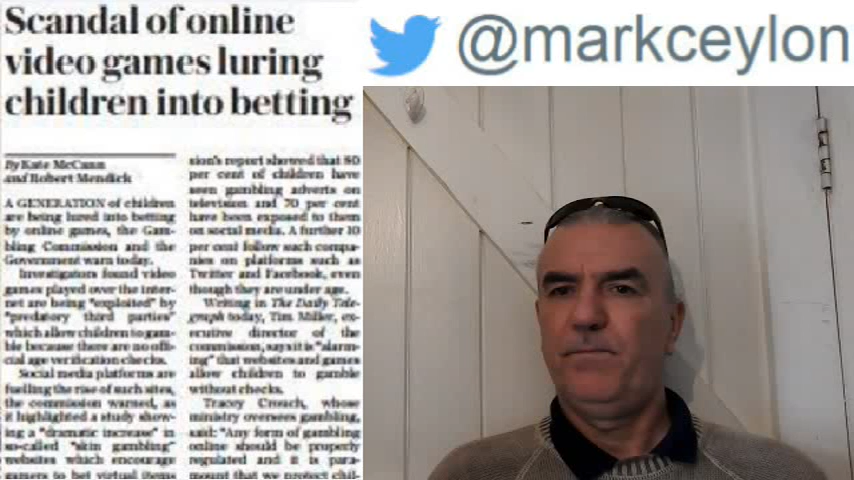 Scandal of online
video games luring
children into betting
@markceylon
By Kate McCann
and Robert Mendick
A GENERATION of children
are being lured into betting
by online games, the Gam-
bling Commission and the
Government warn today.
Investigators found video
games played over the inter-
net are being "exploited" by
"predatory third parties"
which allow children to gam-
ble because there are no offi-
cial age verification checks.
Social media platforms are
fuelling the rise of such sites,
the commission warned, as
it highlighted a study show-
ing a "dramatic increase" in
so-called "skin gambling"
websites which encourage
gamers to bet virtual items
sion's report showed that 80
per cent of children have
seen gambling adverts on
television and 70 per cent
have been exposed to them
on social media. A further 10
per cent follow such compa-
nies on platforms such as
Twitter and Facebook, even
though they are under age.
Writing in The Daily Tele-
graph today, Tim Miller, ex-
ecutive director of the
commission, says it is "alarm-
ing" that websites and games
allow children to gamble
without checks.
Tracey Crouch, whose
ministry oversees gambling,
said: "Any form of gambling
online should be properly
regulated and it is para-
mount that we protect chil-